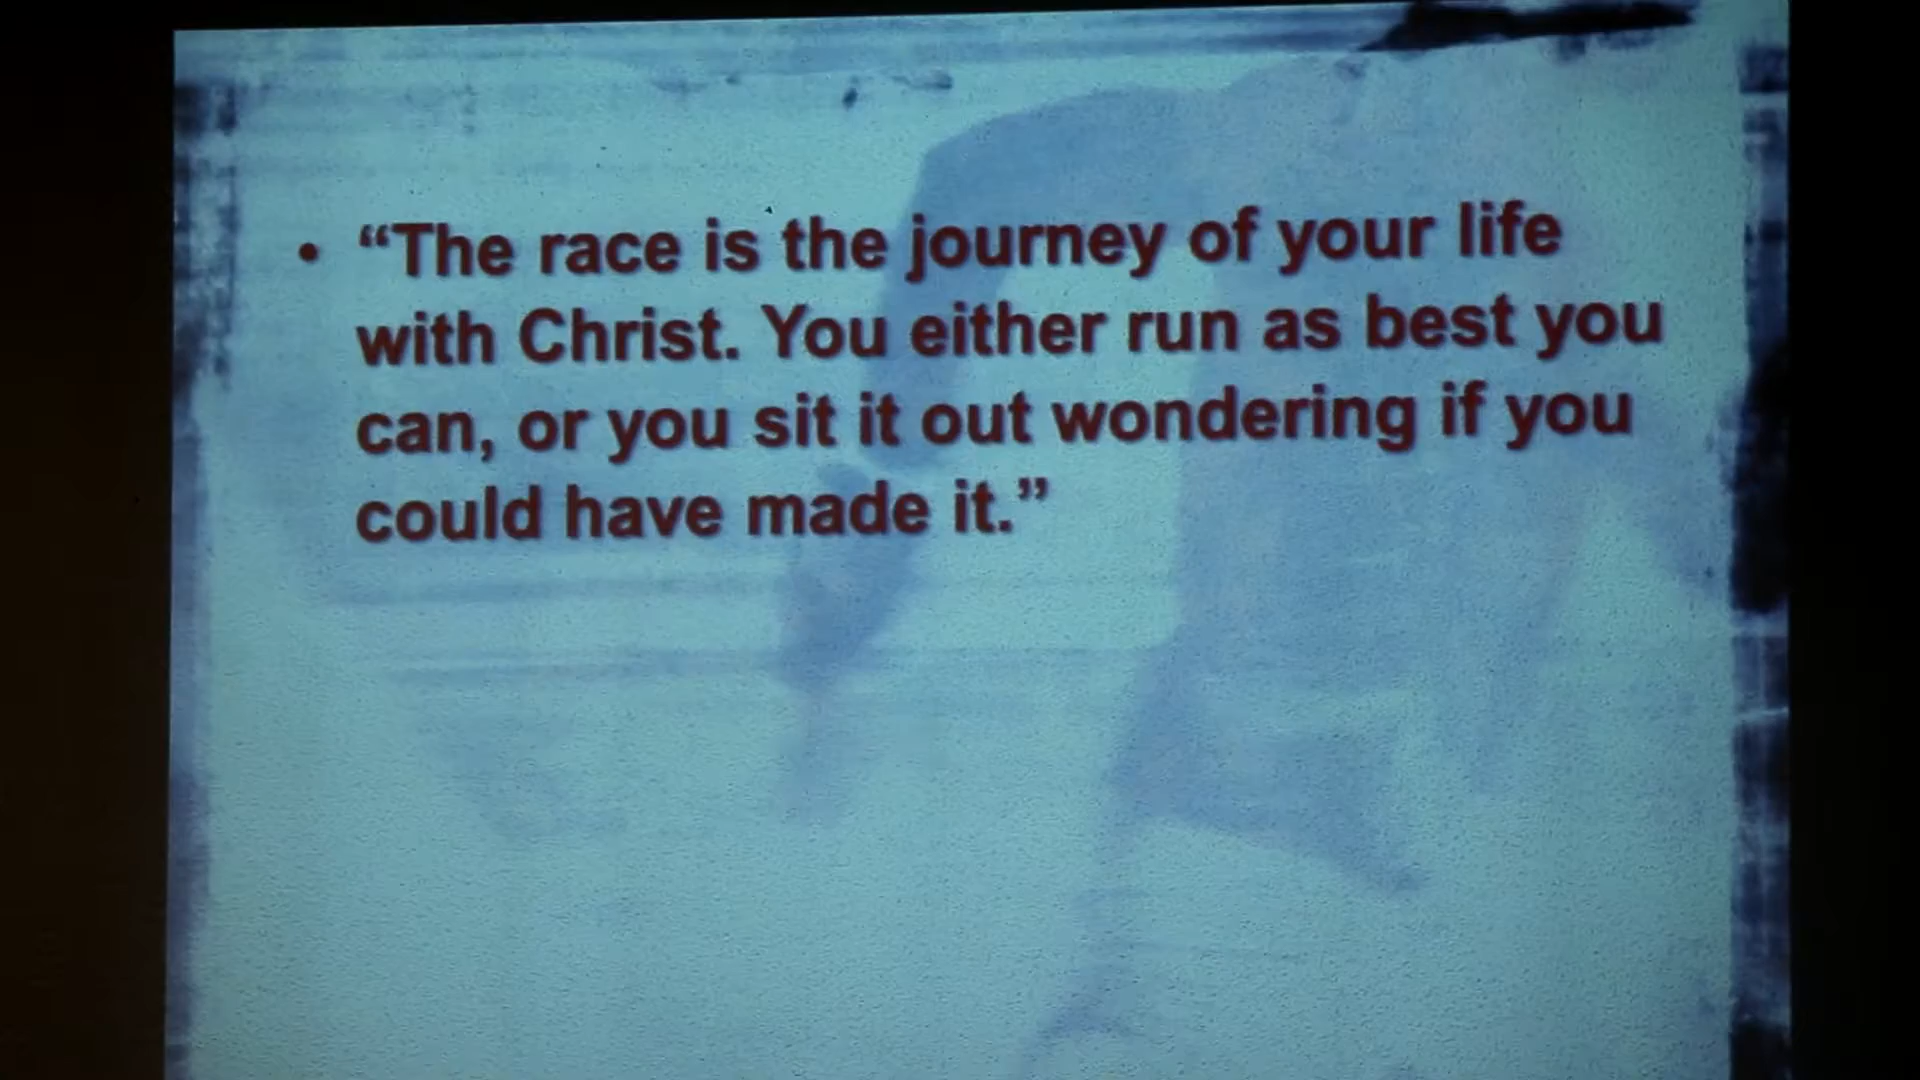 • “The race is the journey of your life
with Christ. You either run as best you
can, or you sit it out wondering if you
could have made it.”